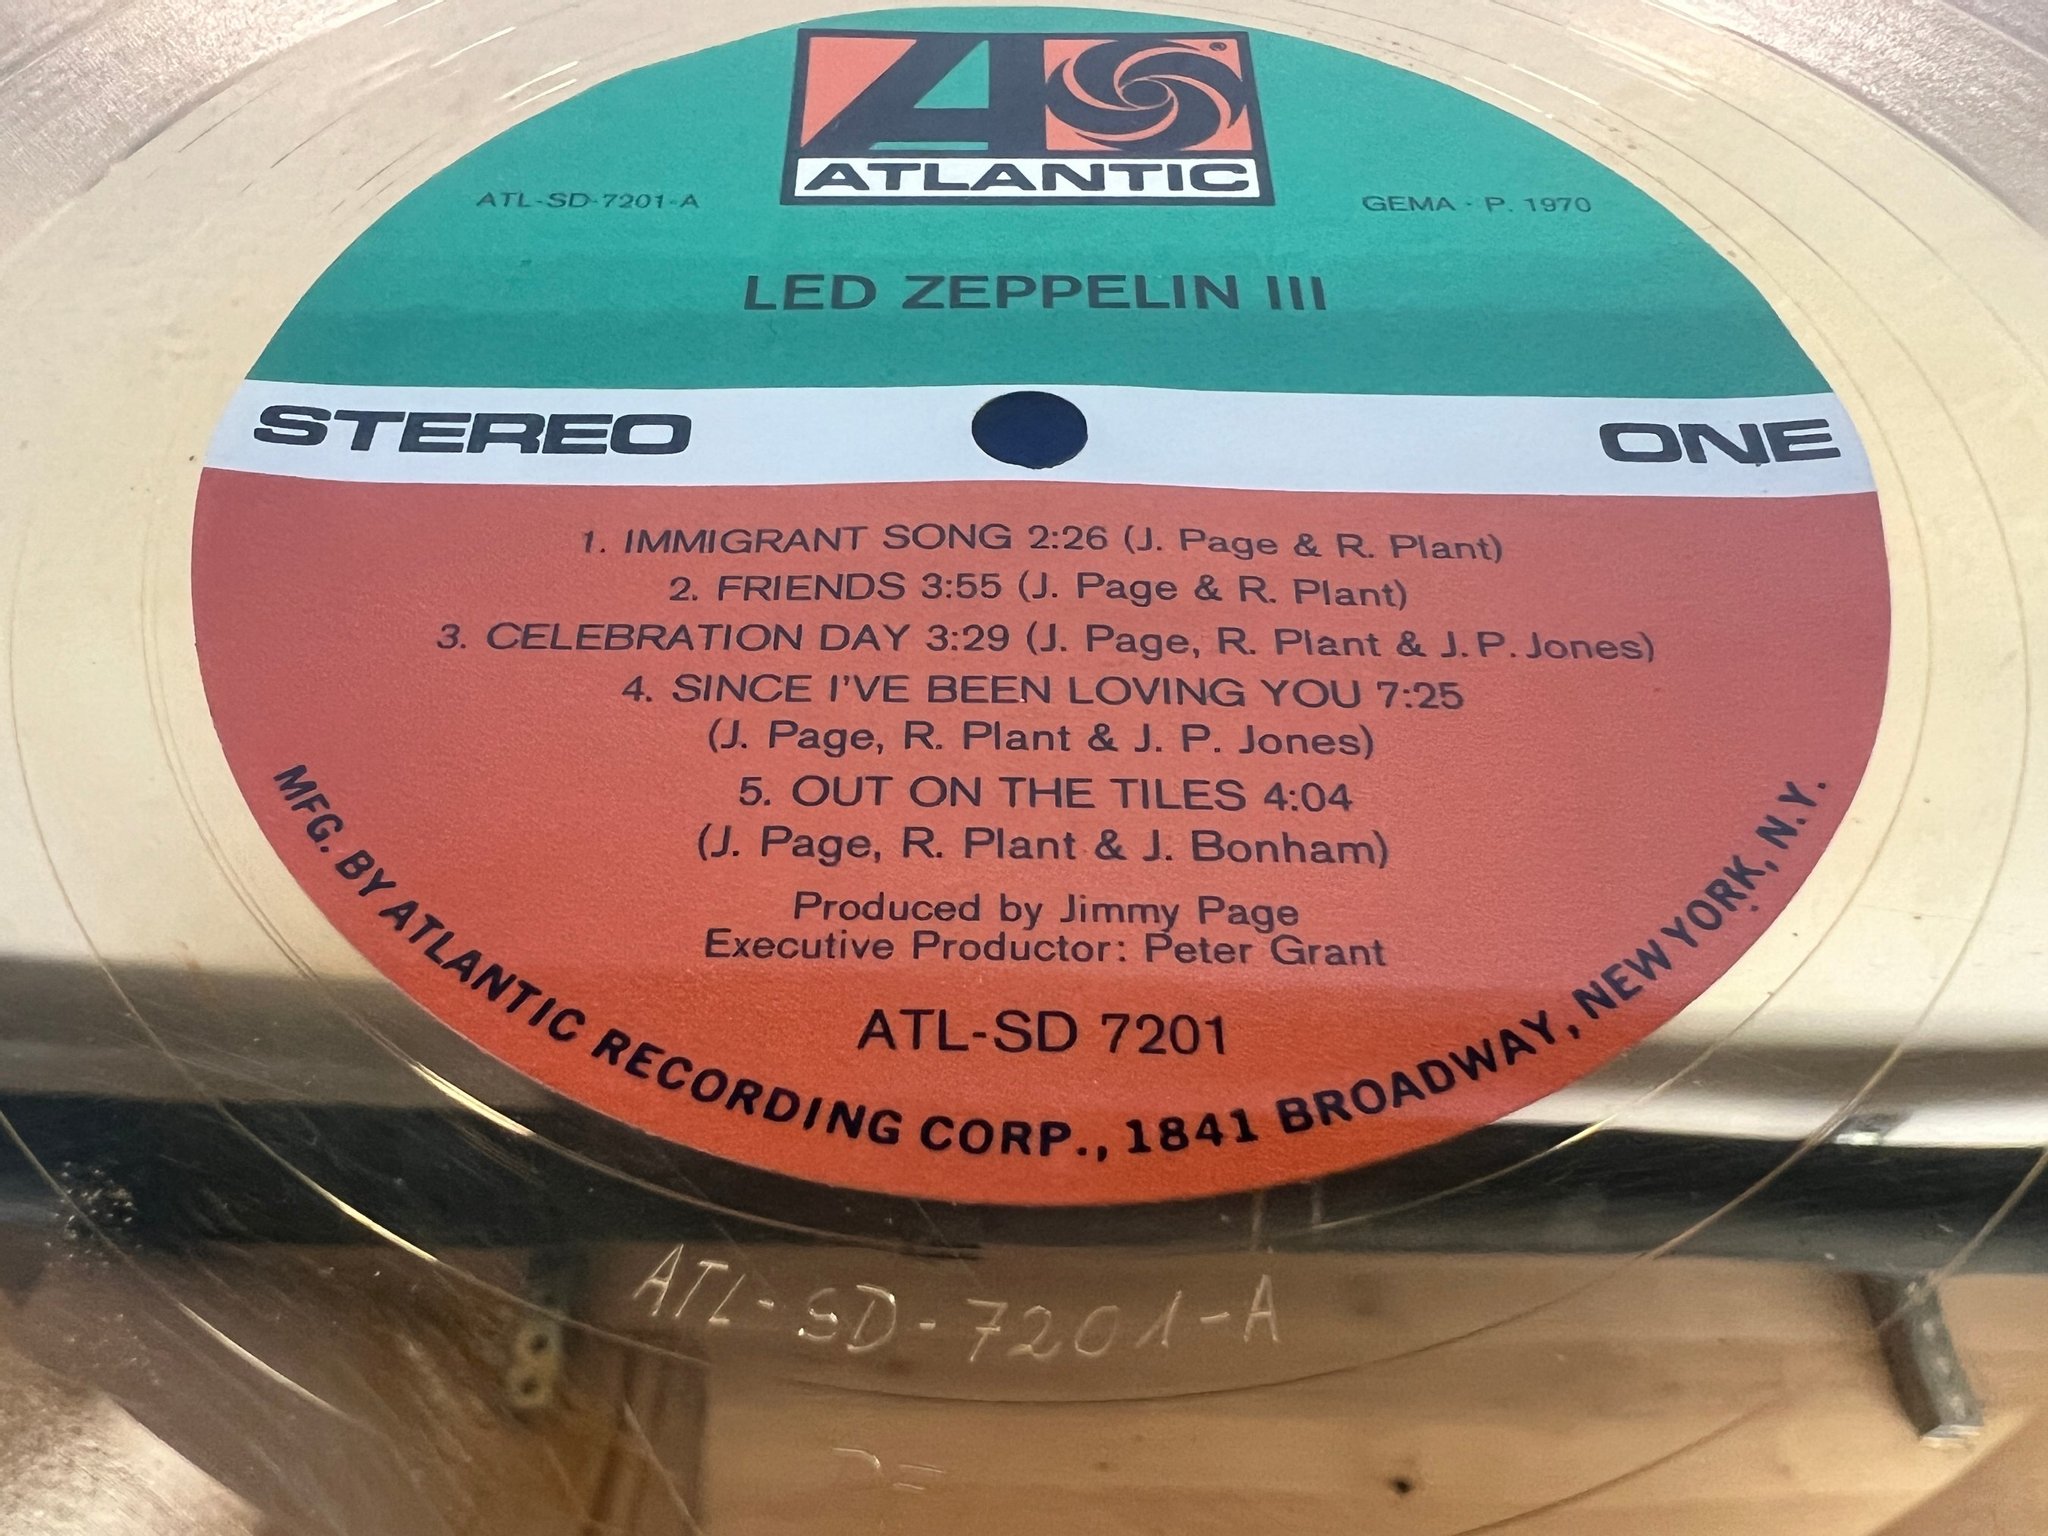 ATLANTIC
ATL-SD-7201-A
GEMA · P. 1970
LED ZEPPELIN III
STEREO
ONE
1. IMMIGRANT SONG 2:26 (J. Page & R. Plant)
2. FRIENDS 3:55 (J. Page & R. Plant)
3. CELEBRATION DAY 3:29 (J. Page, R. Plant & J. P. Jones)
4. SINCE I'VE BEEN LOVING YOU 7:25
(J. Page, R. Plant & J. P. Jones)
5. OUT ON THE TILES 4:04
(J. Page, R. Plant & J. Bonham)
Produced by Jimmy Page
Executive Productor: Peter Grant
ATL-SD 7201
MFG. BY ATLANTIC RECORDING CORP., 1841 BROADWAY, NEW YORK, N.Y.
ATL-SD-7201-A